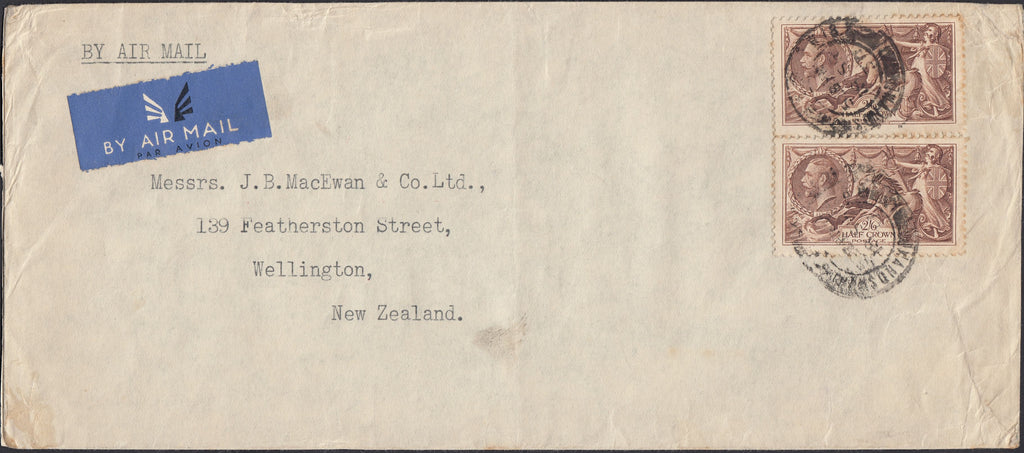 BY AIR MAIL
BY AIR MAIL
PAR AVION
Messrs. J.B.MacEwan & Co.Ltd.,
139 Featherston Street,
Wellington,
New Zealand.
2/6
HALF CROWN
POSTAGE